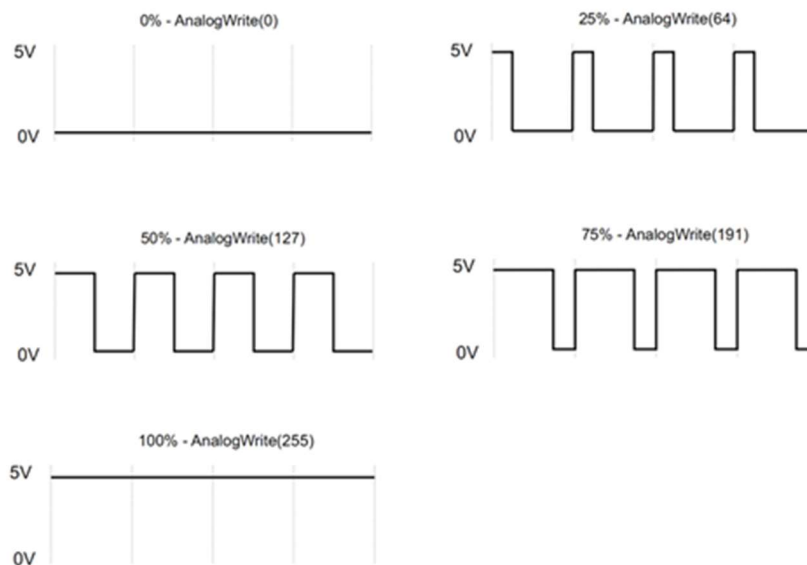 0% - AnalogWrite(0)
5V
0V
25% - AnalogWrite(64)
5V
0V
50% - AnalogWrite(127)
5V
0V
75% - AnalogWrite(191)
5V
0V
100% - AnalogWrite(255)
5V
0V